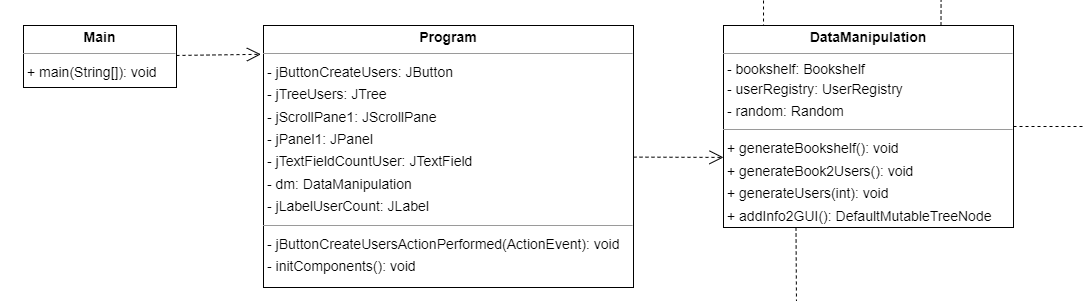 Main
+ main(String[]): void
Program
- jButtonCreateUsers: JButton
- jTreeUsers: JTree
- jScrollPane1: JScrollPane
- jPanel1: JPanel
- jTextFieldCountUser: JTextField
- dm: DataManipulation
- jLabelUserCount: JLabel
- jButtonCreateUsersActionPerformed(ActionEvent): void
- initComponents(): void
DataManipulation
- bookshelf: Bookshelf
- userRegistry: UserRegistry
- random: Random
+ generateBookshelf(): void
+ generateBook2Users(): void
+ generateUsers(int): void
+ addInfo2GUI(): DefaultMutableTreeNode